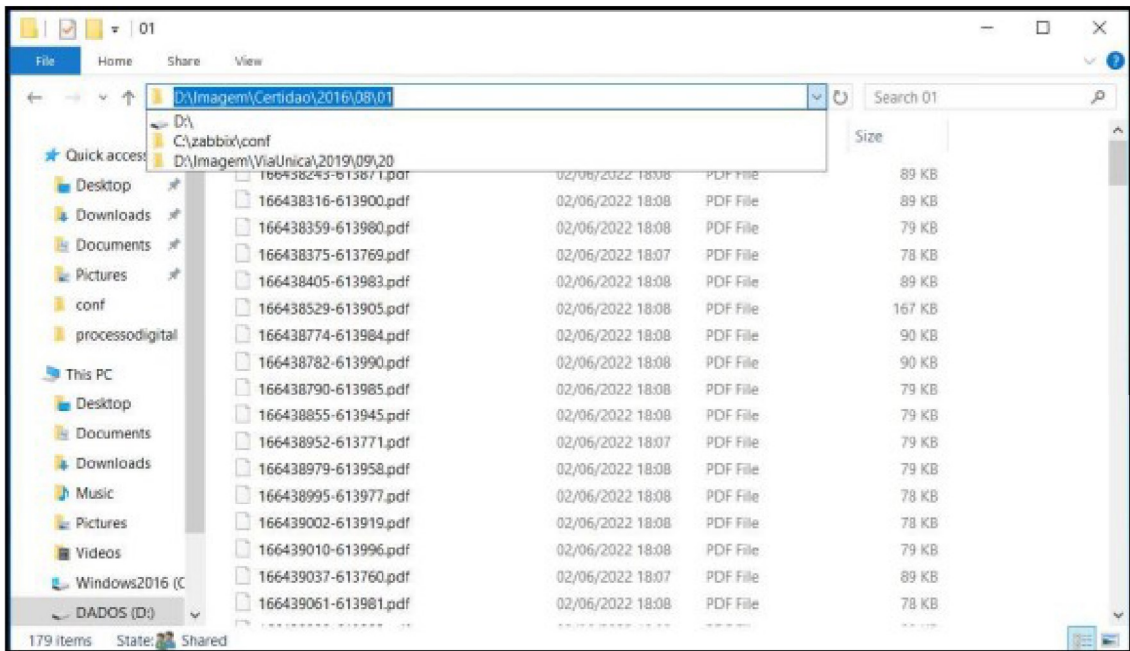 01
File Home Share View
D:\Imagem\Certidao\2016\08\01 Search 01
D:\
C:\zabbix\conf
D:\Imagem\ViaUnica\2019\09\20
Size
Quick access
Desktop
Downloads
Documents
Pictures
conf
processodigital
This PC
Desktop
Documents
Downloads
Music
Pictures
Videos
Windows2016 (C
DADOS (D:)
166438243-613871.pdf 02/06/2022 18:08 PDF File 89 KB
166438316-613900.pdf 02/06/2022 18:08 PDF File 89 KB
166438359-613980.pdf 02/06/2022 18:08 PDF File 79 KB
166438375-613769.pdf 02/06/2022 18:07 PDF File 78 KB
166438405-613983.pdf 02/06/2022 18:08 PDF File 89 KB
166438529-613905.pdf 02/06/2022 18:08 PDF File 167 KB
166438774-613984.pdf 02/06/2022 18:08 PDF File 90 KB
166438782-613990.pdf 02/06/2022 18:08 PDF File 90 KB
166438790-613985.pdf 02/06/2022 18:08 PDF File 79 KB
166438855-613945.pdf 02/06/2022 18:08 PDF File 79 KB
166438952-613771.pdf 02/06/2022 18:07 PDF File 79 KB
166438979-613958.pdf 02/06/2022 18:08 PDF File 79 KB
166438995-613977.pdf 02/06/2022 18:08 PDF File 78 KB
166439002-613919.pdf 02/06/2022 18:08 PDF File 78 KB
166439010-613996.pdf 02/06/2022 18:08 PDF File 79 KB
166439037-613760.pdf 02/06/2022 18:07 PDF File 89 KB
166439061-613981.pdf 02/06/2022 18:08 PDF File 78 KB
179 items State: Shared